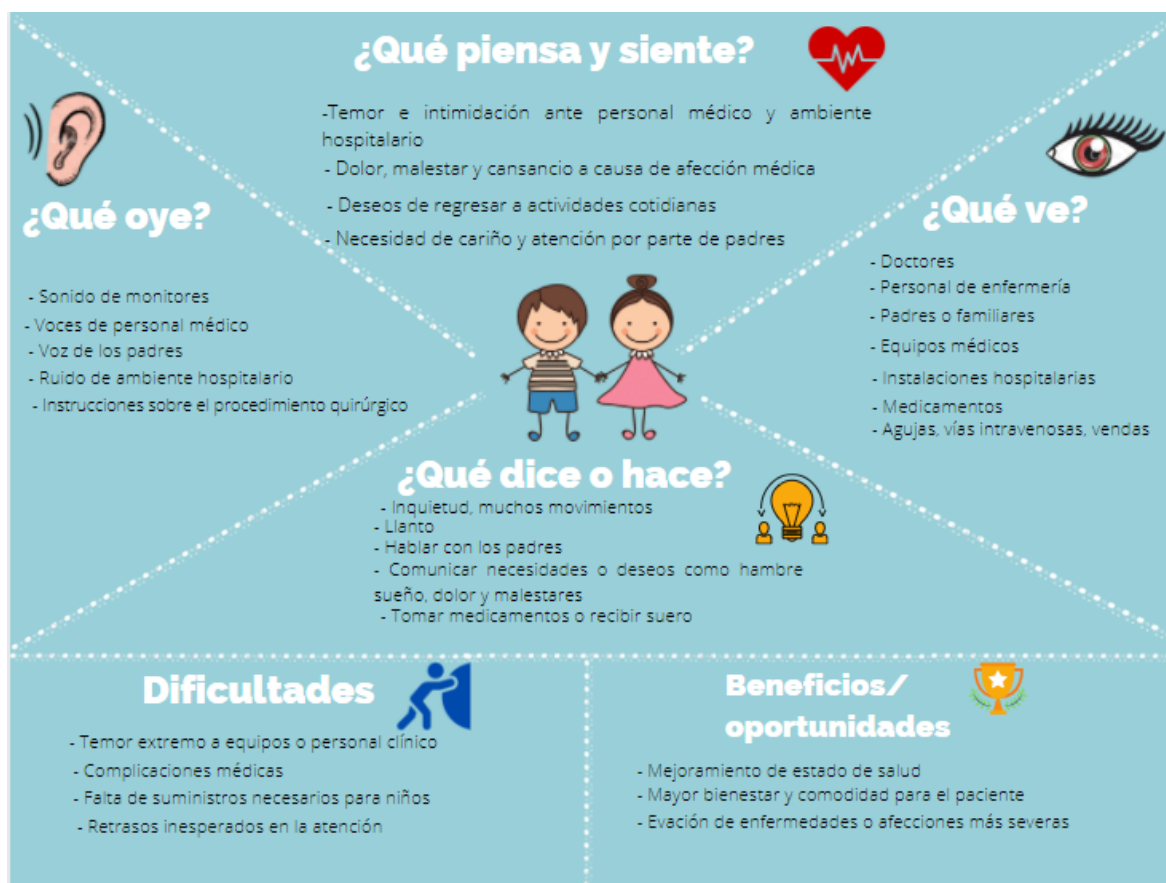 ¿Qué piensa y siente?
-Temor e intimidación ante personal médico y ambiente
hospitalario
- Dolor, malestar y cansancio a causa de afección médica
- Deseos de regresar a actividades cotidianas
- Necesidad de cariño y atención por parte de padres
¿Qué oye?
- Sonido de monitores
- Voces de personal médico
- Voz de los padres
- Ruido de ambiente hospitalario
- Instrucciones sobre el procedimiento quirúrgico
¿Qué ve?
- Doctores
- Personal de enfermería
- Padres o familiares
- Equipos médicos
- Instalaciones hospitalarias
- Medicamentos
- Agujas, vías intravenosas, vendas
¿Qué dice o hace?
- Inquietud, muchos movimientos
- Llanto
- Hablar con los padres
- Comunicar necesidades o deseos como hambre
sueño, dolor y malestares
- Tomar medicamentos o recibir suero
Dificultades
- Temor extremo a equipos o personal clínico
- Complicaciones médicas
- Falta de suministros necesarios para niños
- Retrasos inesperados en la atención
Beneficios/
oportunidades
- Mejoramiento de estado de salud
- Mayor bienestar y comodidad para el paciente
- Evación de enfermedades o afecciones más severas